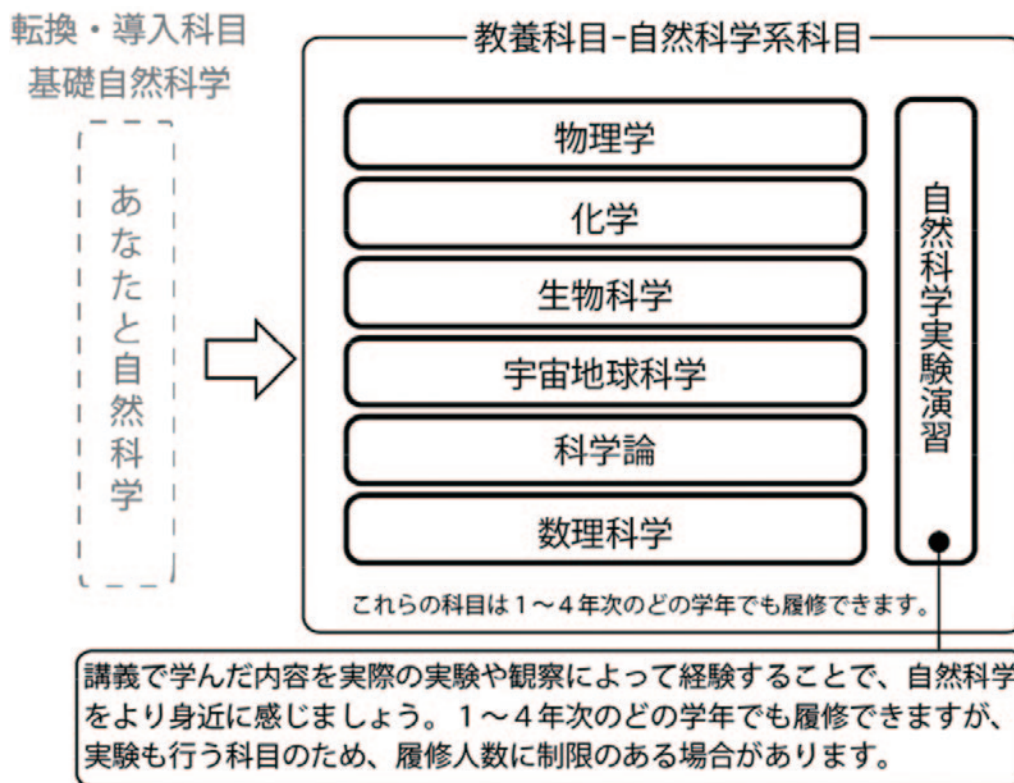 転換・導入科目
基礎自然科学
あなたと自然科学
教養科目-自然科学系科目
物理学
化学
生物科学
宇宙地球科学
科学論
数理科学
自然科学実験演習
これらの科目は1～4年次のどの学年でも履修できます。
講義で学んだ内容を実際の実験や観察によって経験することで、自然科学
をより身近に感じましょう。1～4年次のどの学年でも履修できますが、
実験も行う科目のため、履修人数に制限のある場合があります。